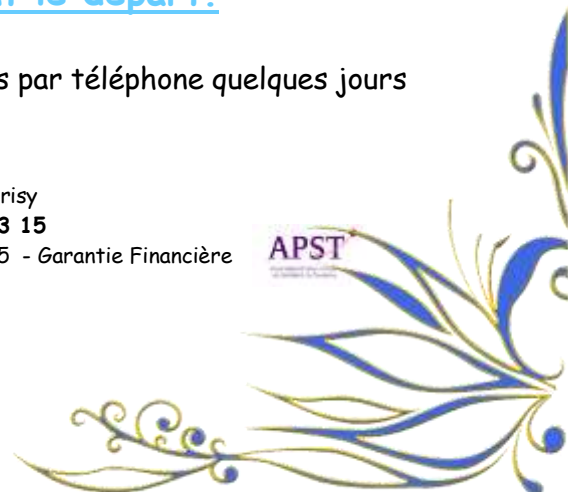 n le départ!
s par téléphone quelques jours
risy
3 15
5 - Garantie Financière
APST